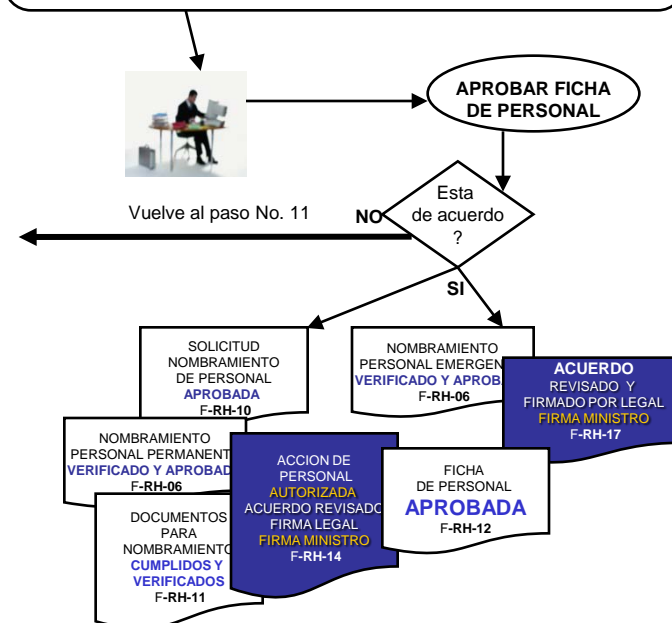 APROBAR FICHA
DE PERSONAL
Esta
de acuerdo
?
Vuelve al paso No. 11
NO
SI
SOLICITUD
NOMBRAMIENTO
DE PERSONAL
APROBADA
F-RH-10
NOMBRAMIENTO
PERSONAL EMERGEN
VERIFICADO Y APROB
F-RH-06
ACUERDO
REVISADO Y
FIRMADO POR LEGAL
FIRMA MINISTRO
F-RH-17
NOMBRAMIENTO
PERSONAL PERMANENT
VERIFICADO Y APROBAD
F-RH-06
ACCION DE
PERSONAL
AUTORIZADA
ACUERDO REVISADO
FIRMA LEGAL
FIRMA MINISTRO
F-RH-14
FICHA
DE PERSONAL
APROBADA
F-RH-12
DOCUMENTOS
PARA
NOMBRAMIENTO
CUMPLIDOS Y
VERIFICADOS
F-RH-11